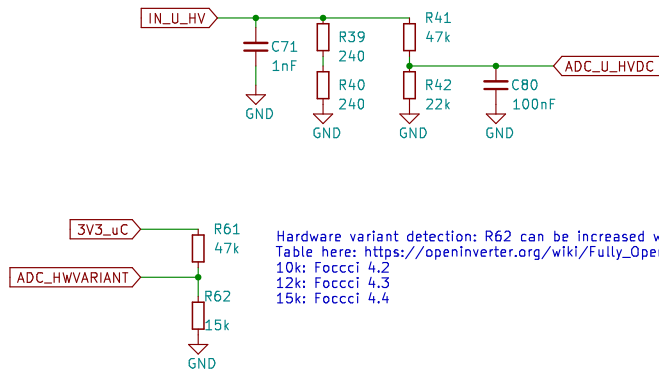 IN_U_HV
C71
1nF
R39
240
R40
240
GND
GND
R41
47k
R42
22k
GND
C80
100nF
GND
ADC_U_HVDC
3V3_uC
R61
47k
ADC_HWVARIANT
R62
15k
GND
Hardware variant detection: R62 can be increased
Table here: https://openinverter.org/wiki/Fully_Ope
10k: Foccci 4.2
12k: Foccci 4.3
15k: Foccci 4.4